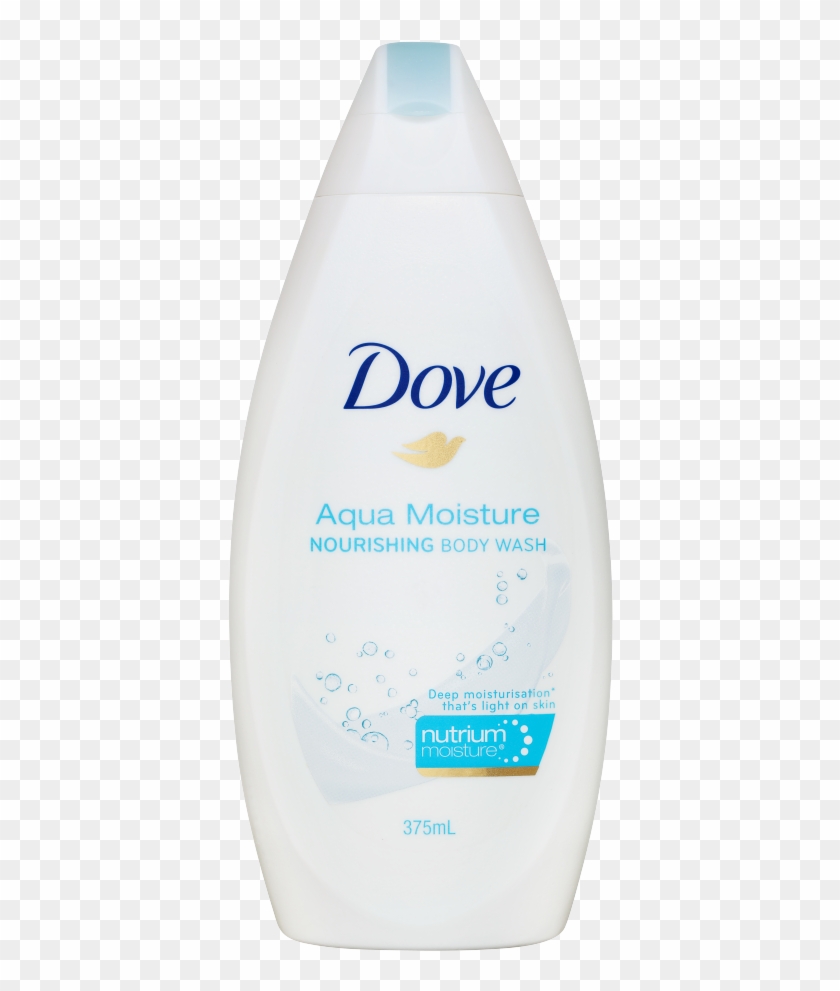 Dove
Aqua Moisture
NOURISHING BODY WASH
Deep moisturisation*
that's light on skin
nutrium
moisture®
375mL